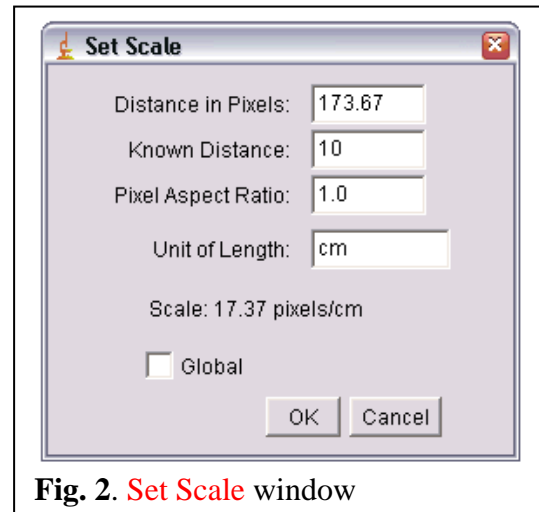 Set Scale
Distance in Pixels: 173.67
Known Distance: 10
Pixel Aspect Ratio: 1.0
Unit of Length: cm
Scale: 17.37 pixels/cm
Global
OK Cancel
Fig. 2. Set Scale window